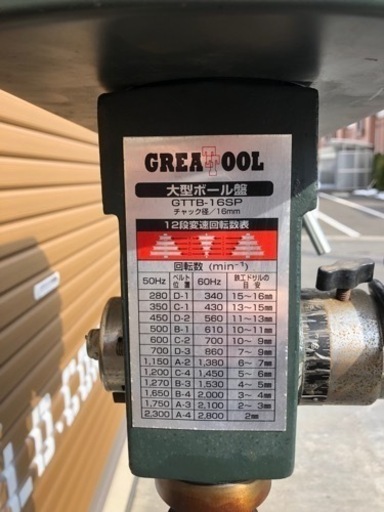 GREAT TOOL
大型ボール盤
GTTB-16SP
チャック径/16mm
12段変速回転数表
回転数 (min⁻¹)
50Hz ベルト位置 60Hz 鉄工ドリルの目安
280 D-1 340 15~16㎜
350 C-1 430 13~15㎜
450 D-2 560 11~13㎜
500 B-1 610 10~11㎜
600 C-2 700 10~ 9㎜
700 D-3 860 7~ 9㎜
1,150 A-2 1,380 6~ 7㎜
1,200 C-4 1,450 5~ 6㎜
1,270 B-3 1,530 4~ 5㎜
1,650 B-4 2,000 3~ 4㎜
1,750 A-3 2,100 2~ 3㎜
2,300 A-4 2,800 2㎜